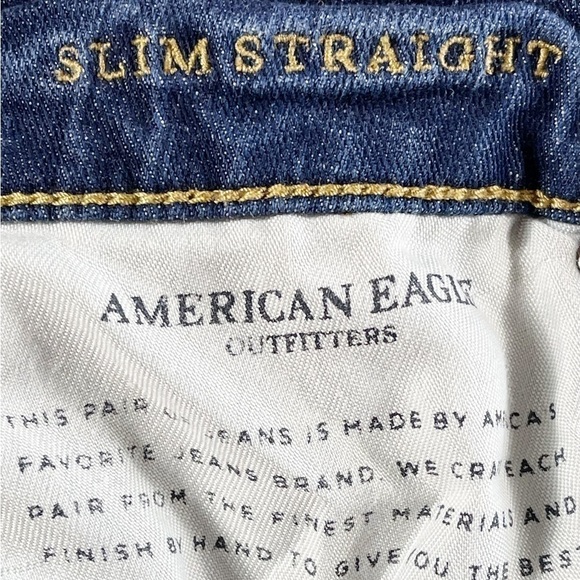 SLIM STRAIGHT
AMERICAN EAGLE
OUTFITTERS
THIS PAIR JEANS IS MADE BY
FAVORITE JEANS BRAND. WE EACH
PAIR FROM THE FINEST MATERIALS AND
FINISH BY HAND TO GIVE YOU THE BES